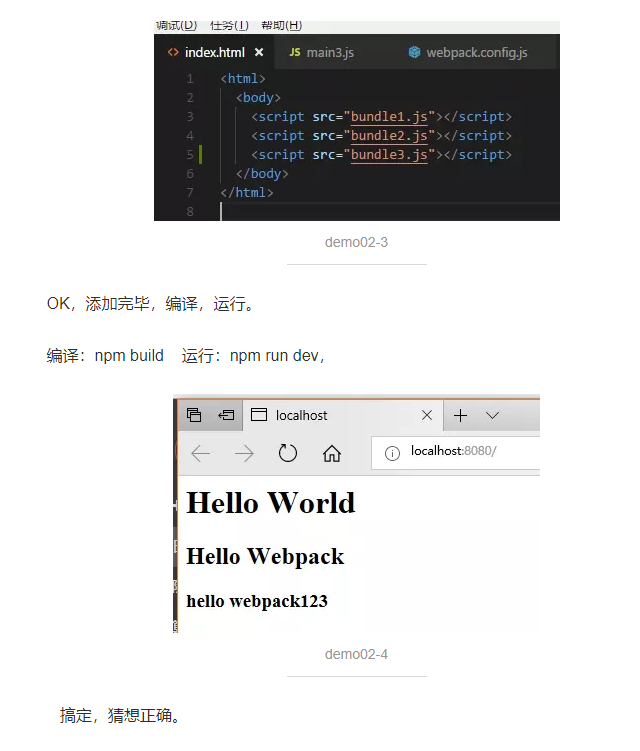 调试(D) 任务(T) 帮助(H)
<> index.html × JS main3.js webpack.config.js
1 <html>
2 <body>
3 <script src="bundle1.js"></script>
4 <script src="bundle2.js"></script>
5 <script src="bundle3.js"></script>
6 </body>
7 </html>
8
demo02-3
OK，添加完毕，编译，运行。
编译：npm build 运行：npm run dev，
localhost
localhost:8080/
Hello World
Hello Webpack
hello webpack123
demo02-4
搞定，猜想正确。